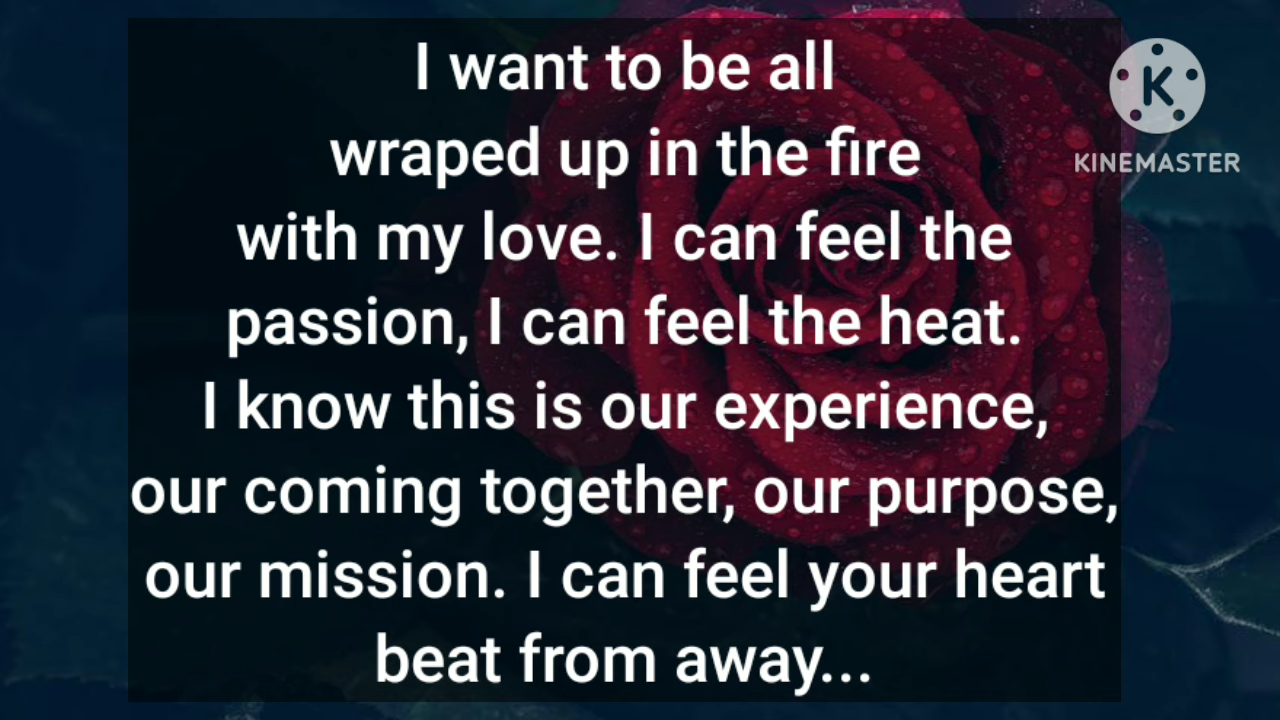 I want to be all
wraped up in the fire
with my love. I can feel the
passion, I can feel the heat.
I know this is our experience,
our coming together, our purpose,
our mission. I can feel your heart
beat from away...
K
KINEMASTER